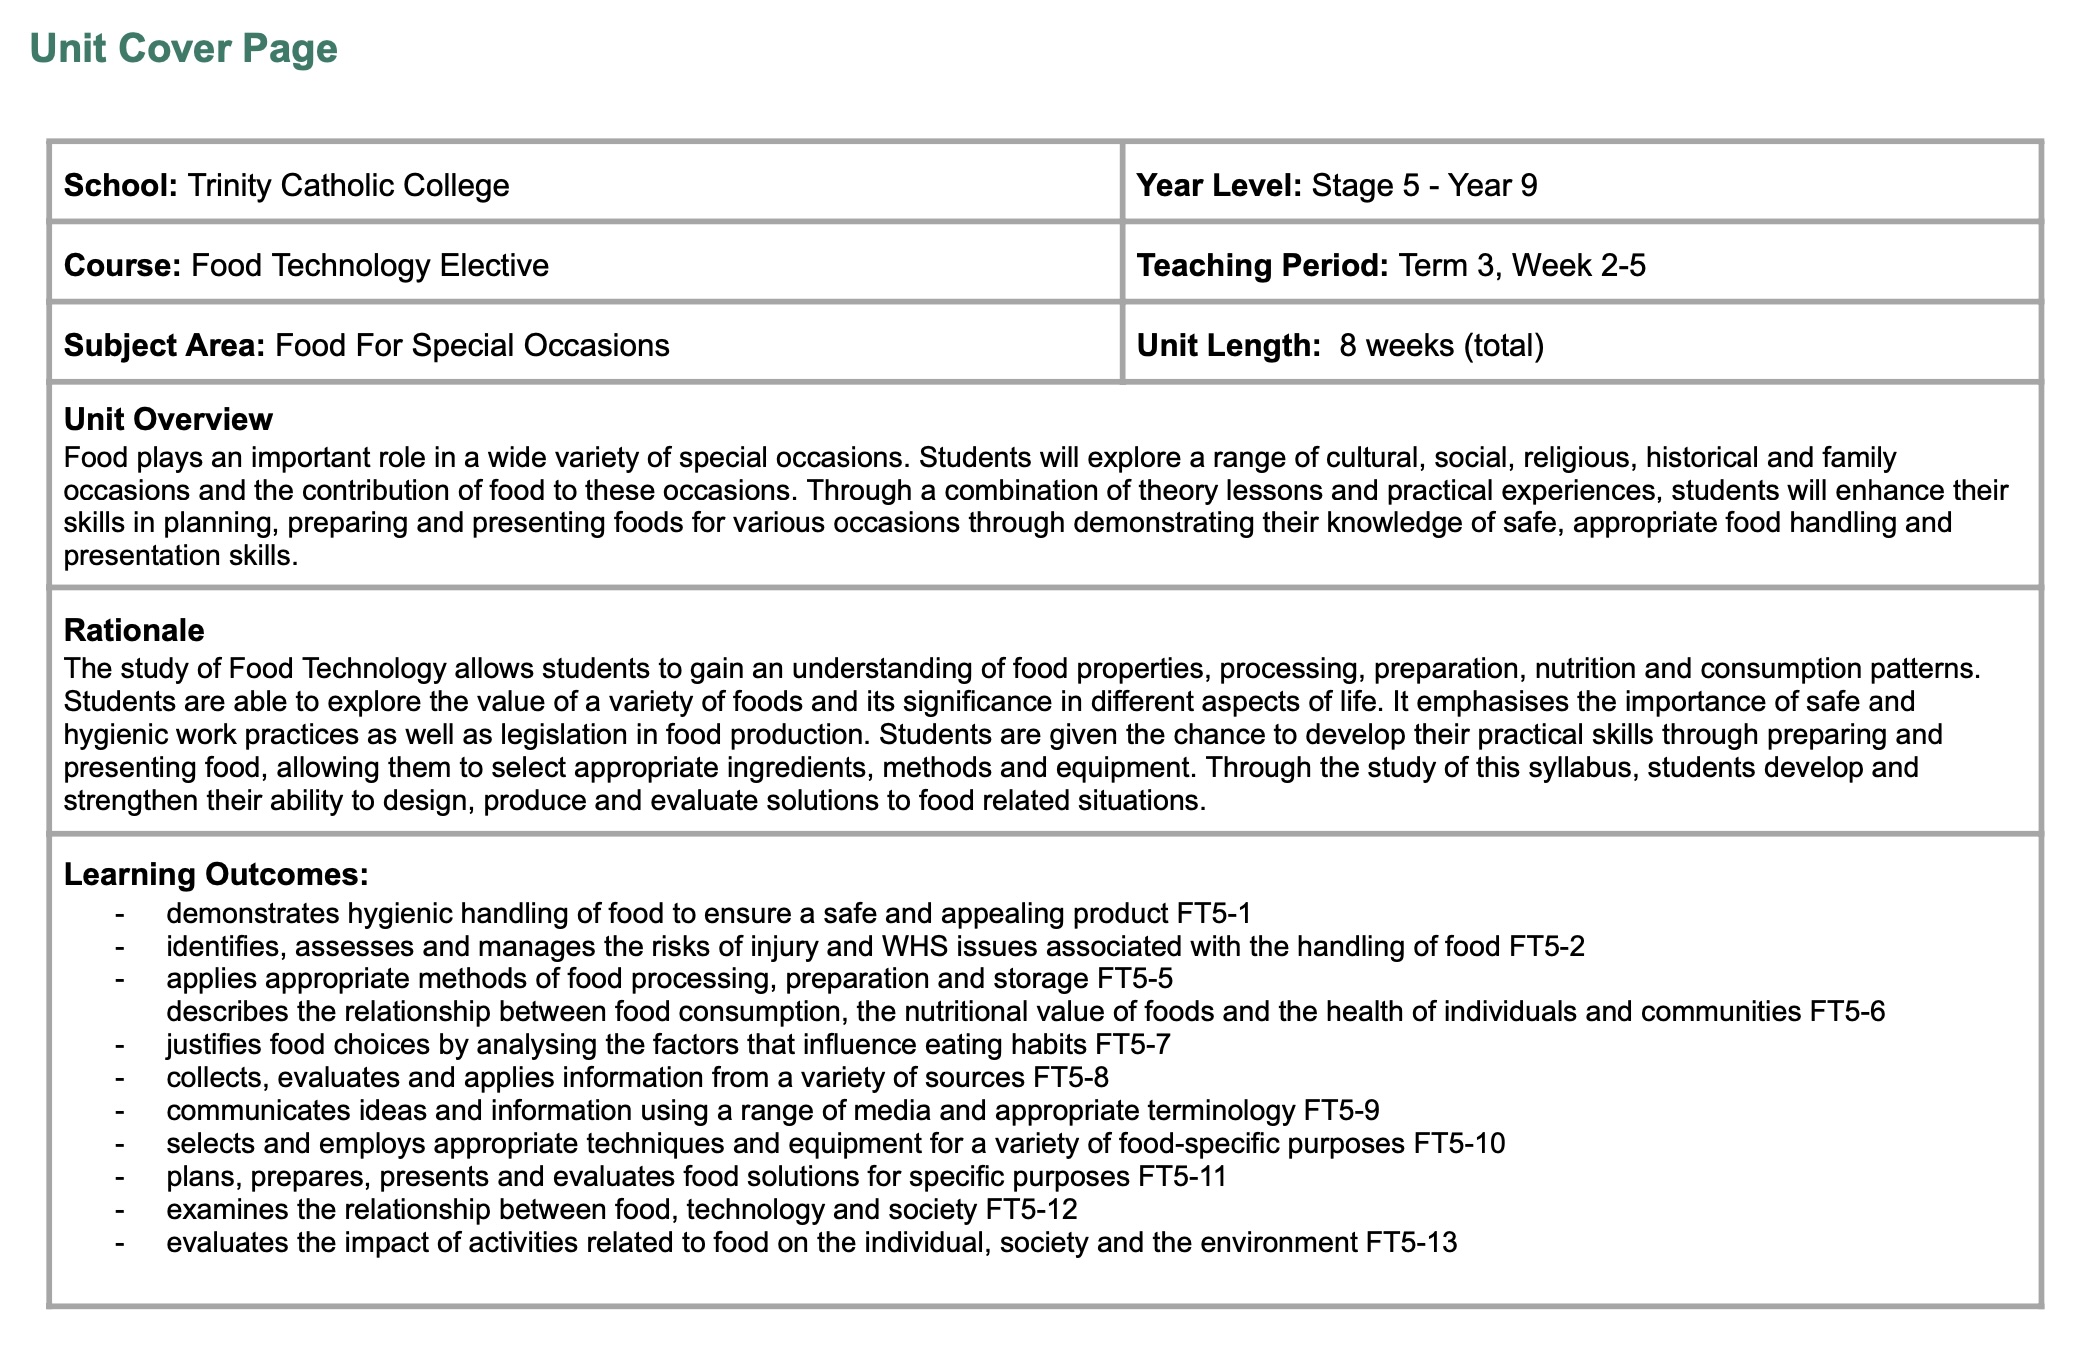 Unit Cover Page
School: Trinity Catholic College
Year Level: Stage 5 - Year 9
Course: Food Technology Elective
Teaching Period: Term 3, Week 2-5
Subject Area: Food For Special Occasions
Unit Length: 8 weeks (total)
Unit Overview
Food plays an important role in a wide variety of special occasions. Students will explore a range of cultural, social, religious, historical and family
occasions and the contribution of food to these occasions. Through a combination of theory lessons and practical experiences, students will enhance their
skills in planning, preparing and presenting foods for various occasions through demonstrating their knowledge of safe, appropriate food handling and
presentation skills.
Rationale
The study of Food Technology allows students to gain an understanding of food properties, processing, preparation, nutrition and consumption patterns.
Students are able to explore the value of a variety of foods and its significance in different aspects of life. It emphasises the importance of safe and
hygienic work practices as well as legislation in food production. Students are given the chance to develop their practical skills through preparing and
presenting food, allowing them to select appropriate ingredients, methods and equipment. Through the study of this syllabus, students develop and
strengthen their ability to design, produce and evaluate solutions to food related situations.
Learning Outcomes:
- demonstrates hygienic handling of food to ensure a safe and appealing product FT5-1
- identifies, assesses and manages the risks of injury and WHS issues associated with the handling of food FT5-2
- applies appropriate methods of food processing, preparation and storage FT5-5
describes the relationship between food consumption, the nutritional value of foods and the health of individuals and communities FT5-6
- justifies food choices by analysing the factors that influence eating habits FT5-7
- collects, evaluates and applies information from a variety of sources FT5-8
- communicates ideas and information using a range of media and appropriate terminology FT5-9
- selects and employs appropriate techniques and equipment for a variety of food-specific purposes FT5-10
- plans, prepares, presents and evaluates food solutions for specific purposes FT5-11
- examines the relationship between food, technology and society FT5-12
- evaluates the impact of activities related to food on the individual, society and the environment FT5-13